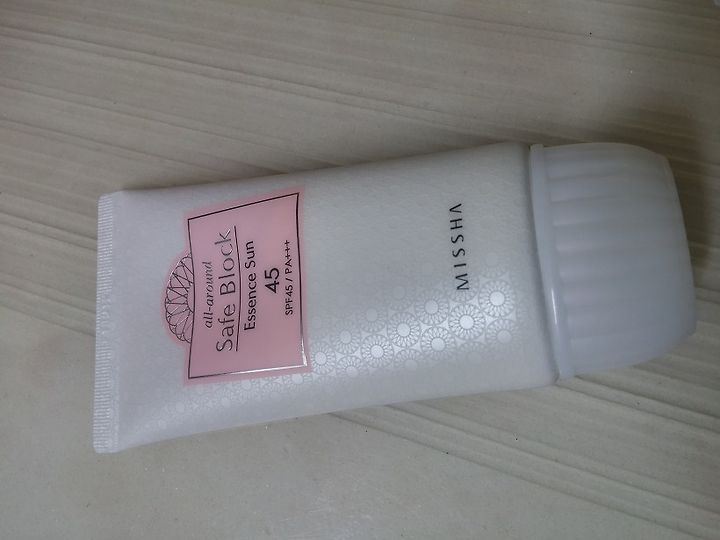 all-around
Safe Block
Essence Sun
45
SPF45 / PA+++
MISSHA